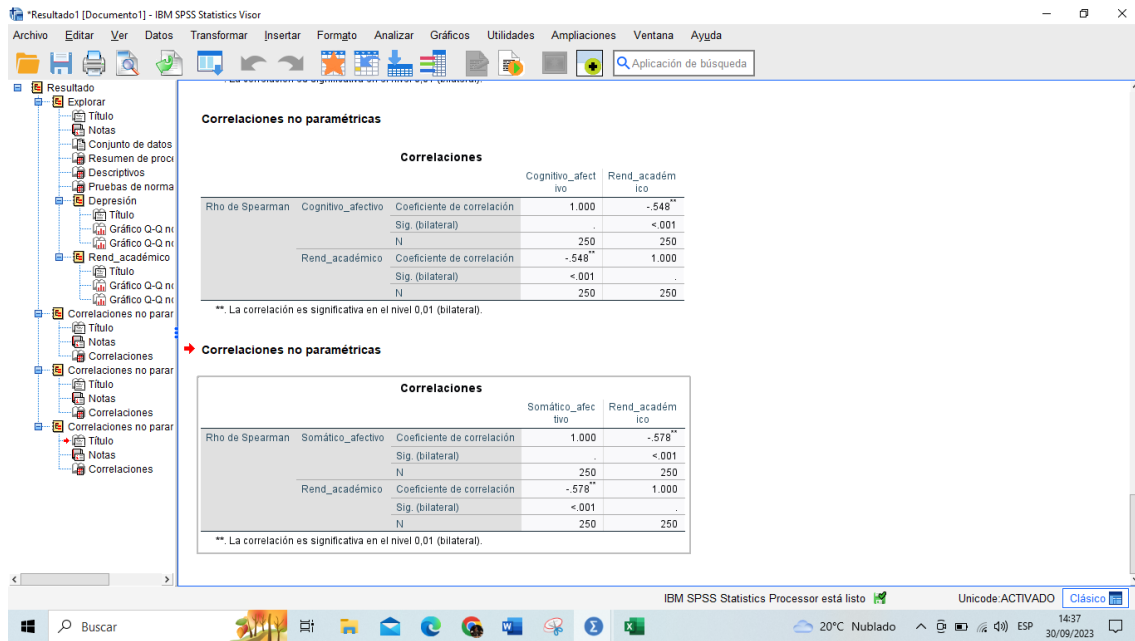 *Resultado1 [Documento1] - IBM SPSS Statistics Visor
Archivo Editar Ver Datos Transformar Insertar Formato Analizar Gráficos Utilidades Ampliaciones Ventana Ayuda
Aplicación de búsqueda
Resultado
Explorar
Título
Notas
Conjunto de datos
Resumen de proce
Descriptivos
Pruebas de norma
Depresión
Título
Gráfico Q-Q no
Gráfico Q-Q no
Rend_académico
Título
Gráfico Q-Q no
Gráfico Q-Q no
Correlaciones no parar
Título
Notas
Correlaciones
Correlaciones no parar
Título
Notas
Correlaciones
Correlaciones no parar
Título
Notas
Correlaciones
Correlaciones no paramétricas
Correlaciones
Cognitivo_afect Rend_académ
ivo ico
Rho de Spearman Cognitivo_afectivo Coeficiente de correlación 1.000 -.548**
Sig. (bilateral) . <.001
N 250 250
Rend_académico Coeficiente de correlación -.548** 1.000
Sig. (bilateral) <.001 .
N 250 250
**. La correlación es significativa en el nivel 0,01 (bilateral).
Correlaciones no paramétricas
Correlaciones
Somático_afec Rend_académ
tivo ico
Rho de Spearman Somático_afectivo Coeficiente de correlación 1.000 -.578**
Sig. (bilateral) . <.001
N 250 250
Rend_académico Coeficiente de correlación -.578** 1.000
Sig. (bilateral) <.001 .
N 250 250
**. La correlación es significativa en el nivel 0,01 (bilateral).
IBM SPSS Statistics Processor está listo Unicode:ACTIVADO Clásico
Buscar 20°C Nublado ESP 14:37
30/09/2023